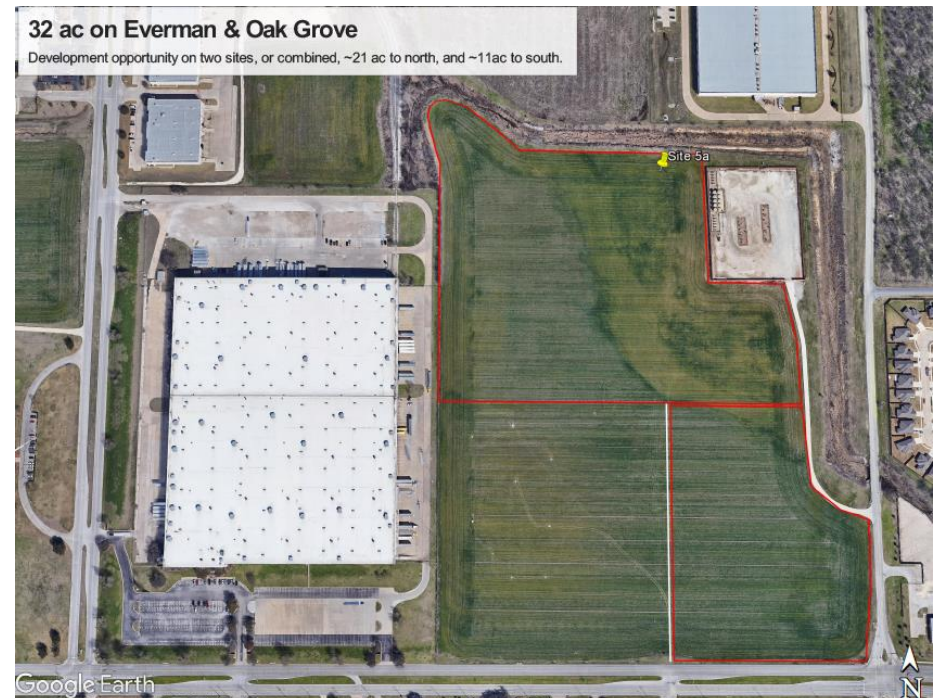 32 ac on Everman & Oak Grove
Development opportunity on two sites, or combined, ~21 ac to north, and ~11ac to south.
Site 5a
Google Earth
N